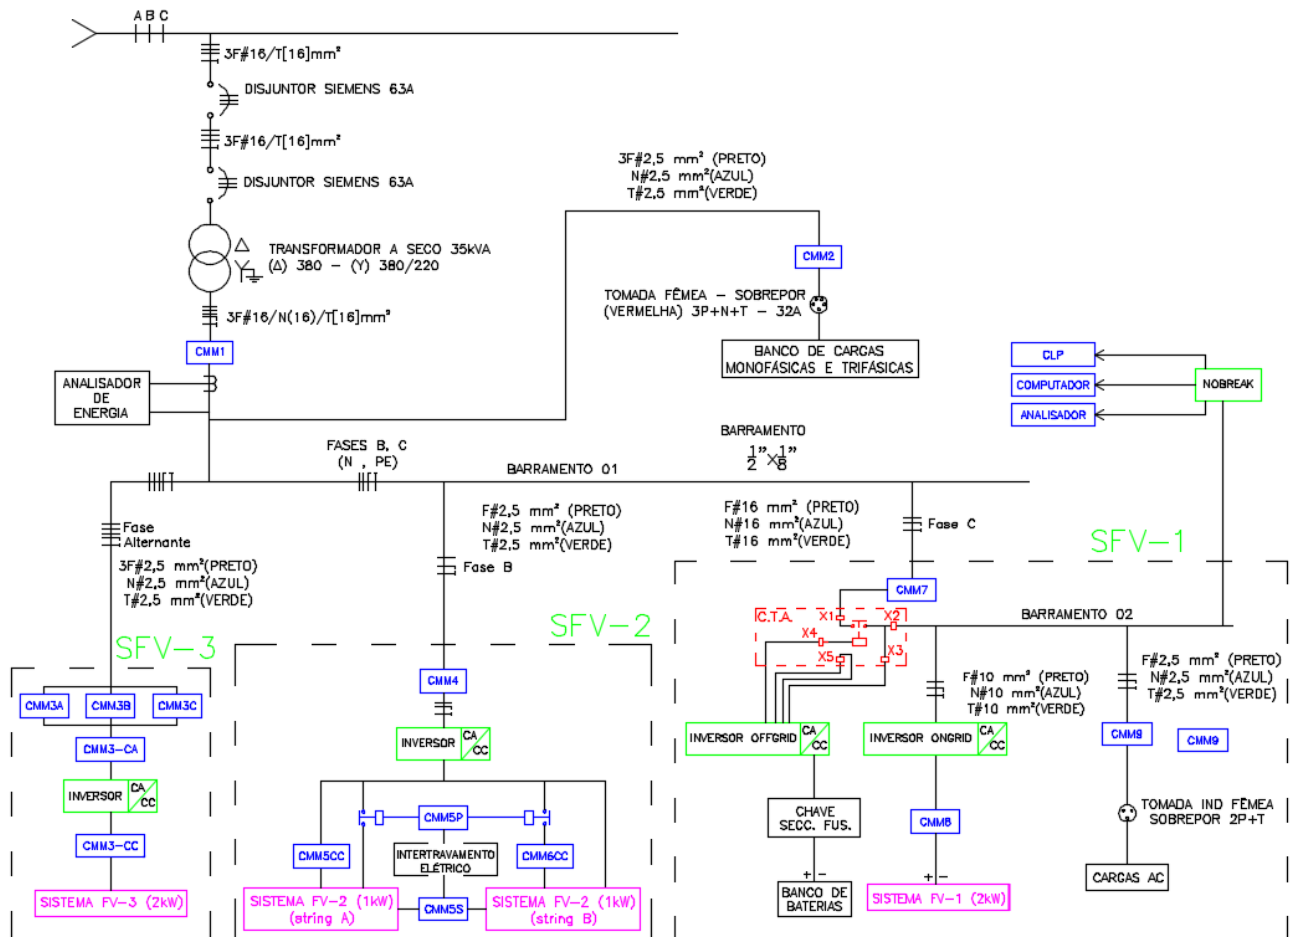 A B C
3F#16/T[16]mm²
DISJUNTOR SIEMENS 63A
3F#16/T[16]mm²
DISJUNTOR SIEMENS 63A
TRANSFORMADOR A SECO 35kVA
(Δ) 380 – (Y) 380/220
3F#16/N(16)/T[16]mm²
CMM1
ANALISADOR
DE
ENERGIA
3F#2,5 mm² (PRETO)
N#2,5 mm²(AZUL)
T#2,5 mm²(VERDE)
CMM2
TOMADA FÊMEA – SOBREPOR
(VERMELHA) 3P+N+T – 32A
BANCO DE CARGAS
MONOFÁSICAS E TRIFÁSICAS
CLP
COMPUTADOR
ANALISADOR
NOBREAK
FASES B, C
(N , PE)
BARRAMENTO 01
BARRAMENTO
1/2"X1/8"
Fase
Alternante
3F#2,5 mm²(PRETO)
N#2,5 mm²(AZUL)
T#2,5 mm²(VERDE)
F#2,5 mm² (PRETO)
N#2,5 mm²(AZUL)
T#2,5 mm²(VERDE)
Fase B
F#16 mm² (PRETO)
N#16 mm²(AZUL)
T#16 mm²(VERDE)
Fase C
SFV-3
CMM3A
CMM3B
CMM3C
CMM3-CA
INVERSOR
CA
CC
CMM3-CC
SISTEMA FV-3 (2kW)
SFV-2
CMM4
INVERSOR
CA
CC
CMM5P
CMM5CC
INTERTRAVAMENTO
ELÉTRICO
CMM6CC
SISTEMA FV-2 (1kW)
(string A)
CMM5S
SISTEMA FV-2 (1kW)
(string B)
SFV-1
CMM7
C.T.A.
X1
X2
X4
X5
X3
BARRAMENTO 02
F#10 mm² (PRETO)
N#10 mm²(AZUL)
T#10 mm²(VERDE)
F#2,5 mm² (PRETO)
N#2,5 mm²(AZUL)
T#2,5 mm²(VERDE)
INVERSOR OFFGRID
CA
CC
INVERSOR ONGRID
CA
CC
CMM9
CHAVE
SECC. FUS.
TOMADA IND FÊMEA
SOBREPOR 2P+T
+ -
BANCO DE
BATERIAS
+ -
SISTEMA FV-1 (2kW)
CARGAS AC